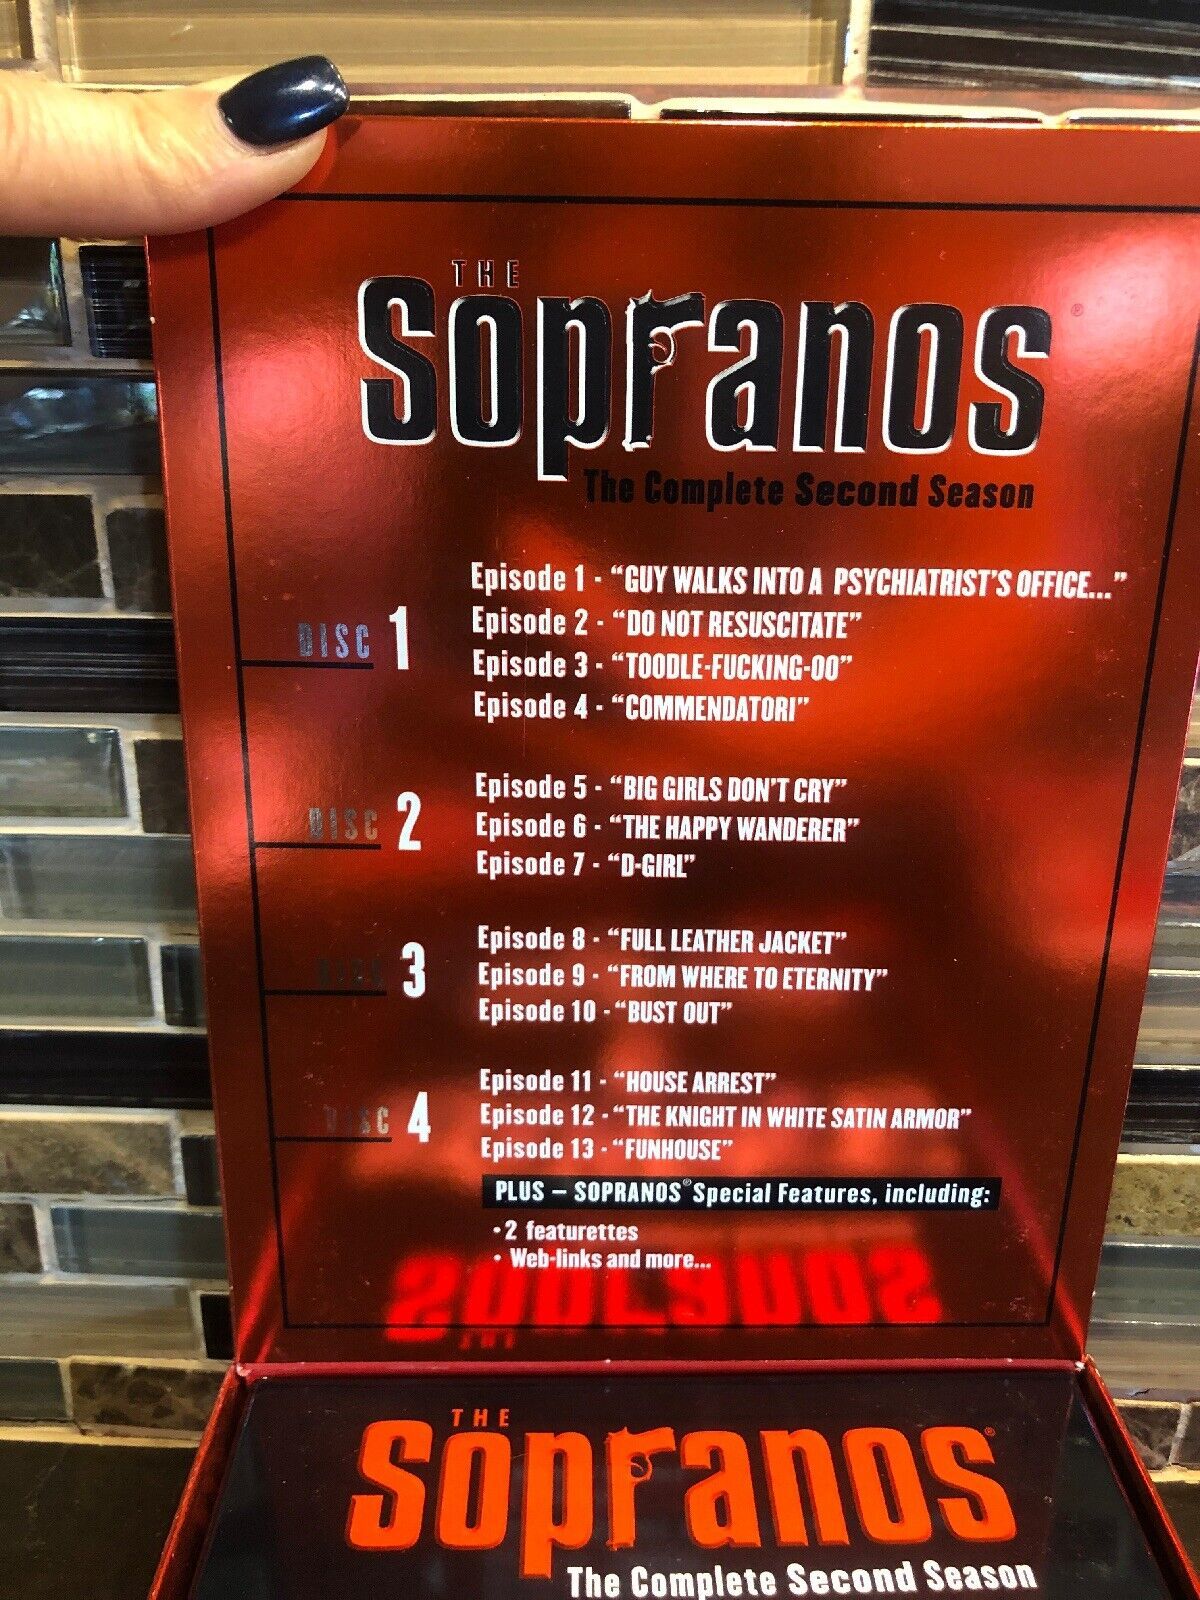 THE
Sopranos®
The Complete Second Season
DISC 1
Episode 1 - “GUY WALKS INTO A PSYCHIATRIST’S OFFICE...”
Episode 2 - “DO NOT RESUSCITATE”
Episode 3 - “TOODLE-FUCKING-OO”
Episode 4 - “COMMENDATORI”
DISC 2
Episode 5 - “BIG GIRLS DON’T CRY”
Episode 6 - “THE HAPPY WANDERER”
Episode 7 - “D-GIRL”
DISC 3
Episode 8 - “FULL LEATHER JACKET”
Episode 9 - “FROM WHERE TO ETERNITY”
Episode 10 - “BUST OUT”
DISC 4
Episode 11 - “HOUSE ARREST”
Episode 12 - “THE KNIGHT IN WHITE SATIN ARMOR”
Episode 13 - “FUNHOUSE”
PLUS – SOPRANOS® Special Features, including:
• 2 featurettes
• Web-links and more...
THE
Sopranos®
The Complete Second Season